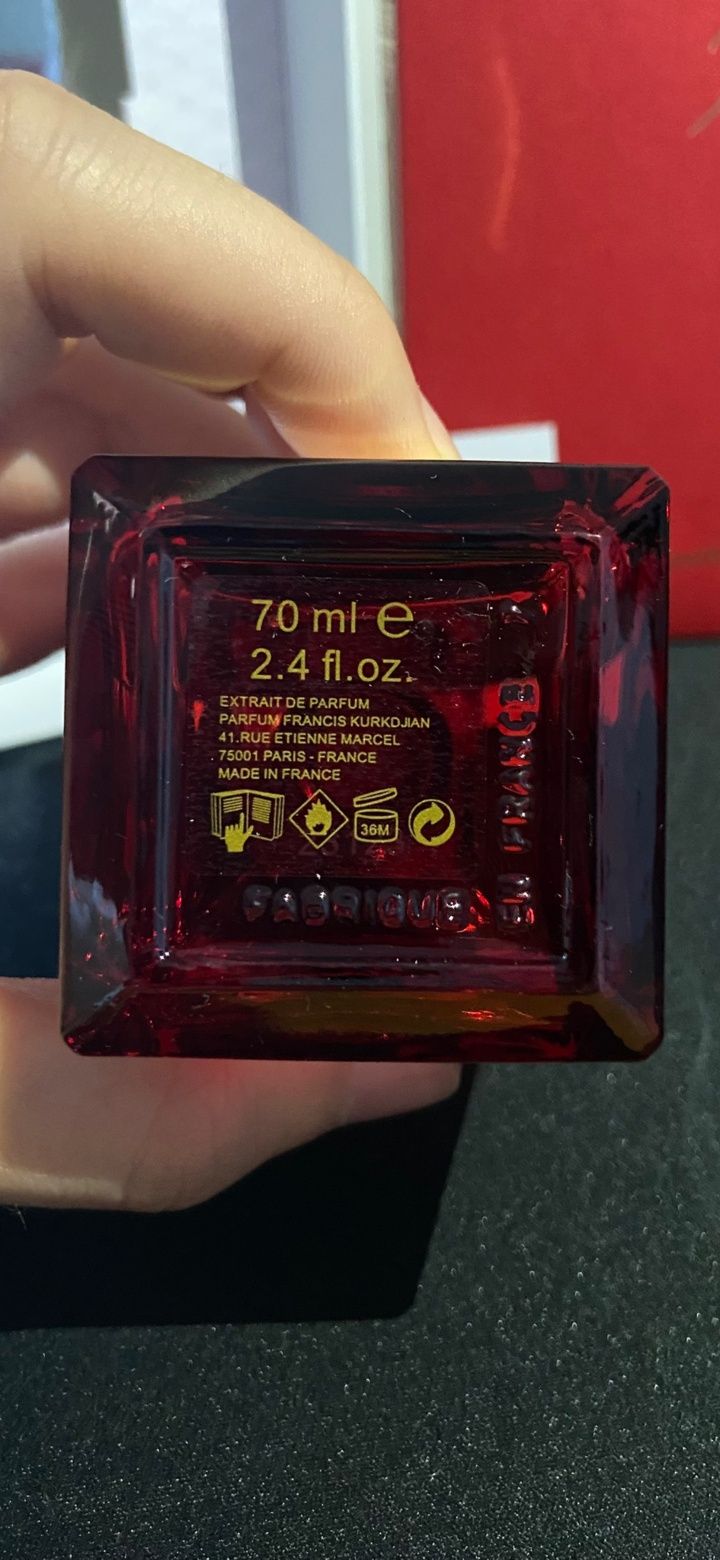 70 ml e
2.4 fl.oz.
EXTRAIT DE PARFUM
PARFUM FRANCIS KURKDJIAN
41.RUE ETIENNE MARCEL
75001 PARIS - FRANCE
MADE IN FRANCE
36M
FABRIQUE
EN FRANCE